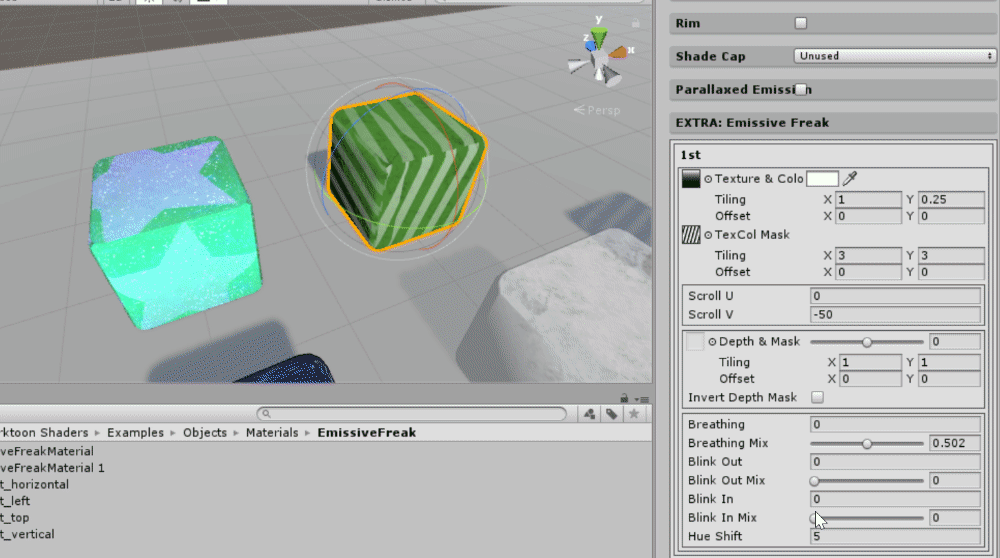 y
z
x
Persp
rktoon Shaders ▸ Examples ▸ Objects ▸ Materials ▸ EmissiveFreak
veFreakMaterial
veFreakMaterial 1
t_horizontal
t_left
t_top
t_vertical
Rim
Shade Cap Unused
Parallaxed Emission
EXTRA: Emissive Freak
1st
Texture & Colo
Tiling X 1 Y 0.25
Offset X 0 Y 0
TexCol Mask
Tiling X 3 Y 3
Offset X 0 Y 0
Scroll U 0
Scroll V -50
Depth & Mask 0
Tiling X 1 Y 1
Offset X 0 Y 0
Invert Depth Mask
Breathing 0
Breathing Mix 0.502
Blink Out 0
Blink Out Mix 0
Blink In 0
Blink In Mix 0
Hue Shift 5